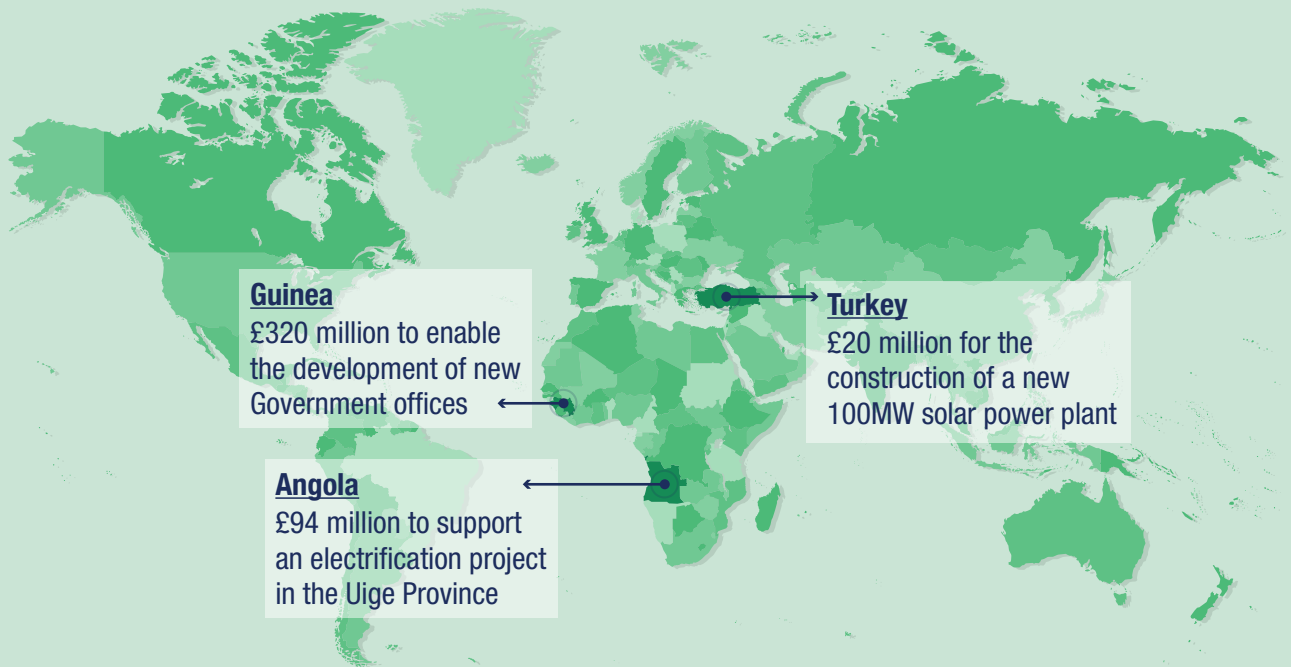 Guinea
£320 million to enable
the development of new
Government offices
Turkey
£20 million for the
construction of a new
100MW solar power plant
Angola
£94 million to support
an electrification project
in the Uige Province